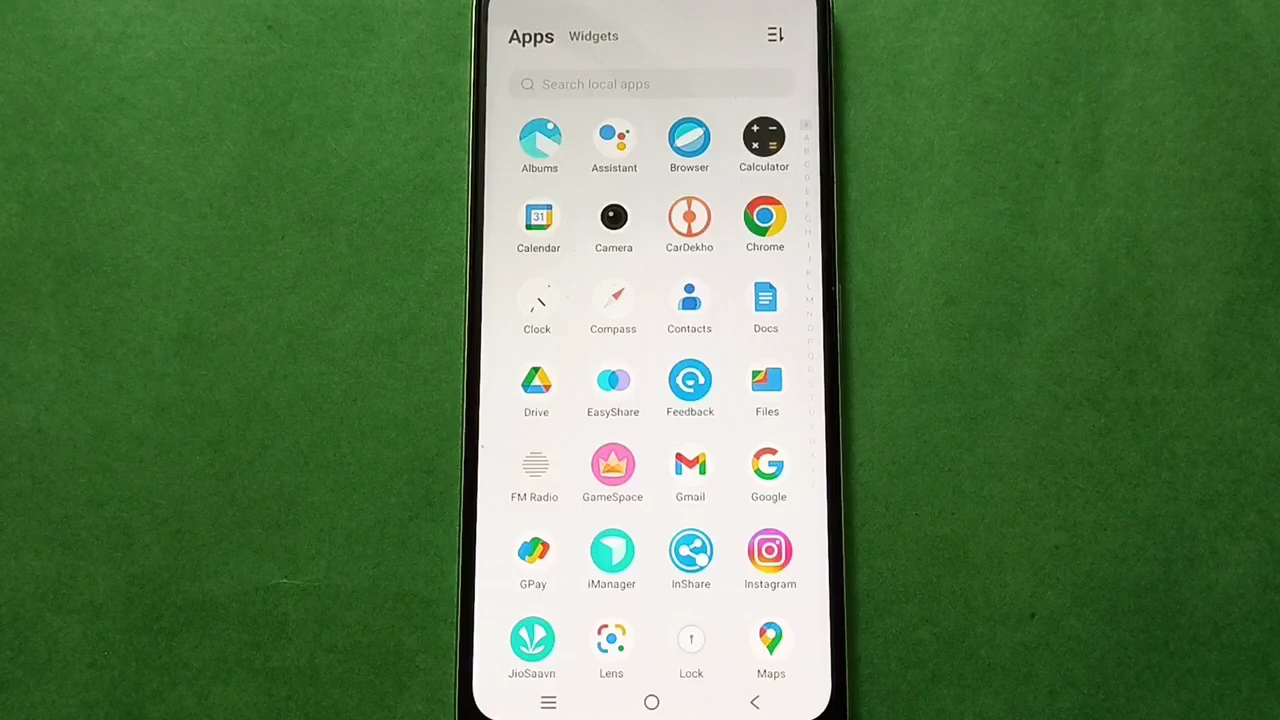 Apps Widgets
Search local apps
Albums Assistant Browser Calculator
31
Calendar Camera CarDekho Chrome
Clock Compass Contacts Docs
Drive EasyShare Feedback Files
FM Radio GameSpace Gmail Google
GPay iManager InShare Instagram
JioSaavn Lens Lock Maps